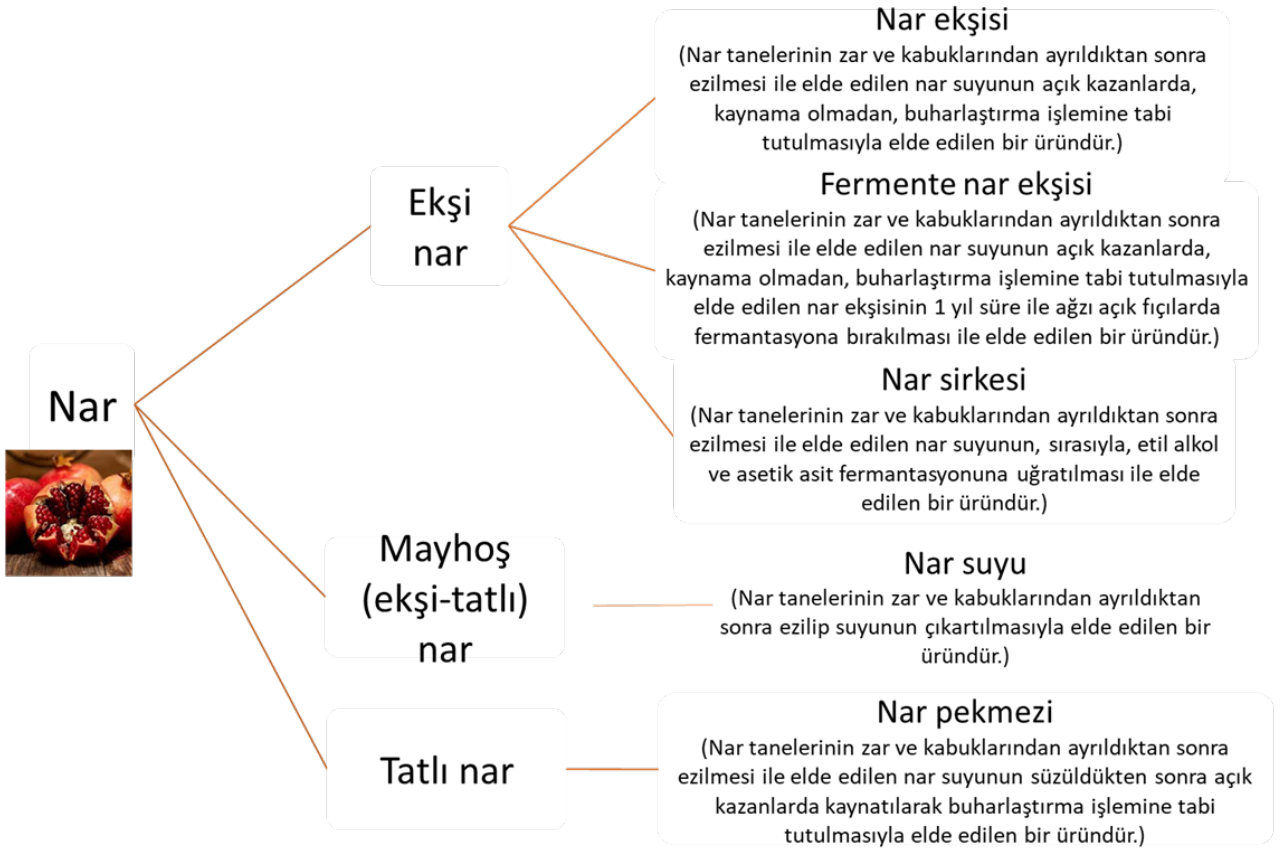 Nar
Ekşi
nar
Nar ekşisi
(Nar tanelerinin zar ve kabuklarından ayrıldıktan sonra
ezilmesi ile elde edilen nar suyunun açık kazanlarda,
kaynama olmadan, buharlaştırma işlemine tabi
tutulmasıyla elde edilen bir üründür.)
Fermente nar ekşisi
(Nar tanelerinin zar ve kabuklarından ayrıldıktan sonra
ezilmesi ile elde edilen nar suyunun açık kazanlarda,
kaynama olmadan, buharlaştırma işlemine tabi tutulmasıyla
elde edilen nar ekşisinin 1 yıl süre ile ağzı açık fıçılarda
fermantasyona bırakılması ile elde edilen bir üründür.)
Nar sirkesi
(Nar tanelerinin zar ve kabuklarından ayrıldıktan sonra
ezilmesi ile elde edilen nar suyunun, sırasıyla, etil alkol
ve asetik asit fermantasyonuna uğratılması ile elde
edilen bir üründür.)
Mayhoş
(ekşi-tatlı)
nar
Nar suyu
(Nar tanelerinin zar ve kabuklarından ayrıldıktan
sonra ezilip suyunun çıkartılmasıyla elde edilen bir
üründür.)
Tatlı nar
Nar pekmezi
(Nar tanelerinin zar ve kabuklarından ayrıldıktan sonra
ezilmesi ile elde edilen nar suyunun süzüldükten sonra açık
kazanlarda kaynatılarak buharlaştırma işlemine tabi
tutulmasıyla elde edilen bir üründür.)